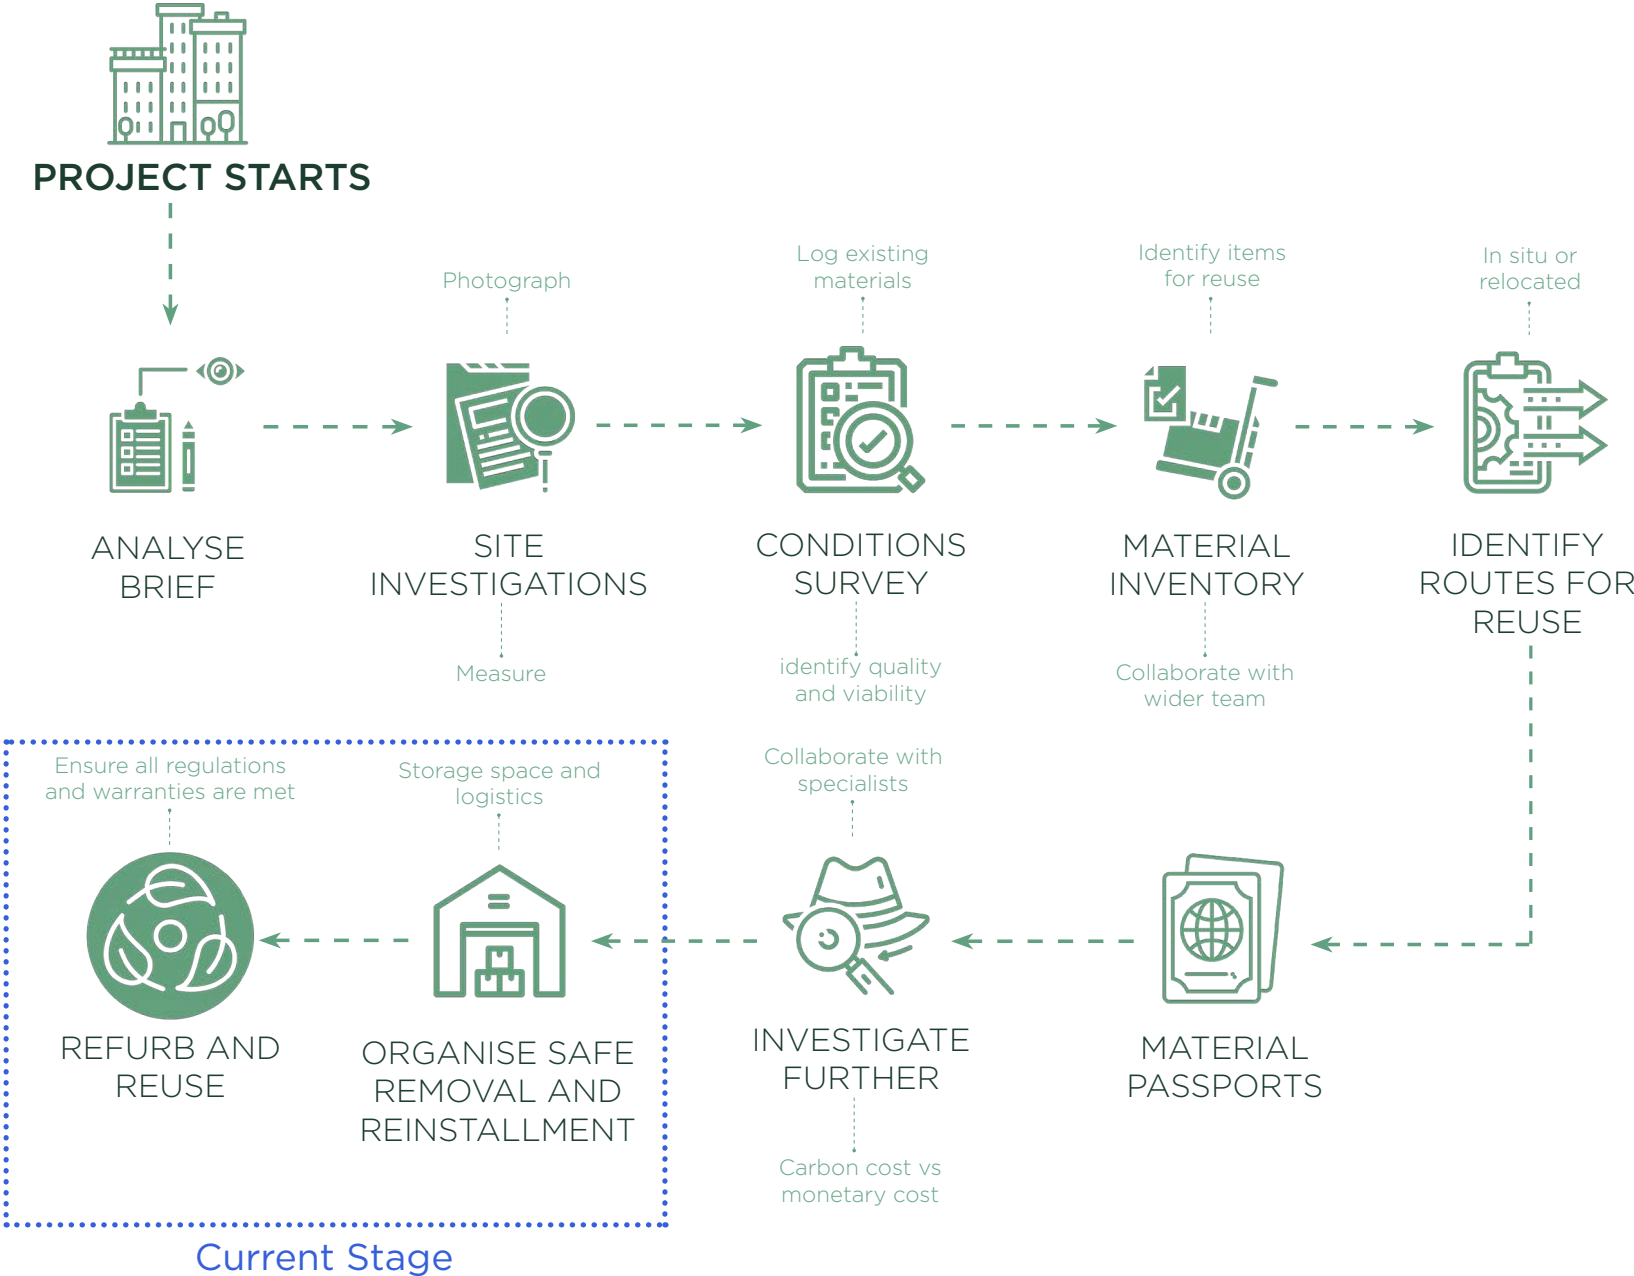 PROJECT STARTS
Photograph
Log existing
materials
Identify items
for reuse
In situ or
relocated
ANALYSE
BRIEF
SITE
INVESTIGATIONS
CONDITIONS
SURVEY
MATERIAL
INVENTORY
IDENTIFY
ROUTES FOR
REUSE
Measure
identify quality
and viability
Collaborate with
wider team
Ensure all regulations
and warranties are met
Storage space and
logistics
Collaborate with
specialists
REFURB AND
REUSE
ORGANISE SAFE
REMOVAL AND
REINSTALLMENT
INVESTIGATE
FURTHER
MATERIAL
PASSPORTS
Carbon cost vs
monetary cost
Current Stage